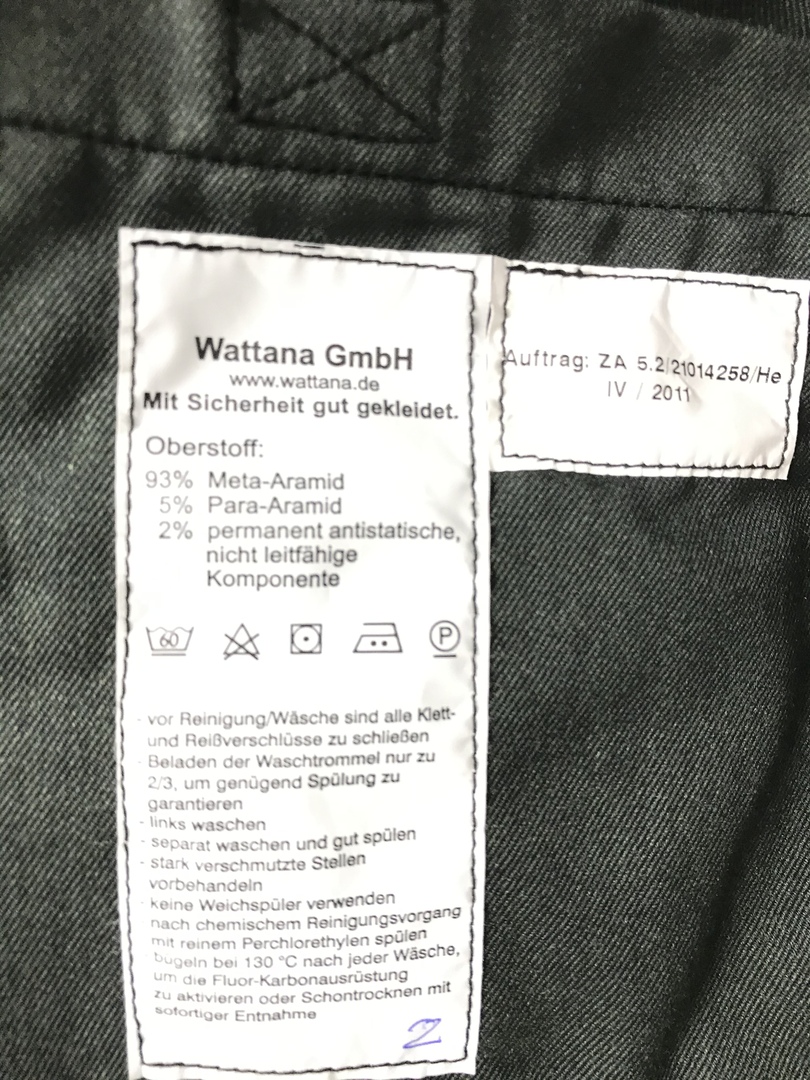 Wattana GmbH
www.wattana.de
Mit Sicherheit gut gekleidet.
Oberstoff:
93% Meta-Aramid
5% Para-Aramid
2% permanent antistatische,
nicht leitfähige
Komponente
60
P
- vor Reinigung/Wäsche sind alle Klett-
und Reißverschlüsse zu schließen
- Beladen der Waschtrommel nur zu
2/3, um genügend Spülung zu
garantieren
- links waschen
- separat waschen und gut spülen
- stark verschmutzte Stellen
vorbehandeln
- keine Weichspüler verwenden
nach chemischem Reinigungsvorgang
mit reinem Perchlorethylen spülen
- bugeln bei 130 °C nach jeder Wäsche,
um die Fluor-Karbonausrüstung
zu aktivieren oder Schontrocknen mit
sofortiger Entnahme
2
Auftrag: ZA 5.2/21014258/He
IV / 2011